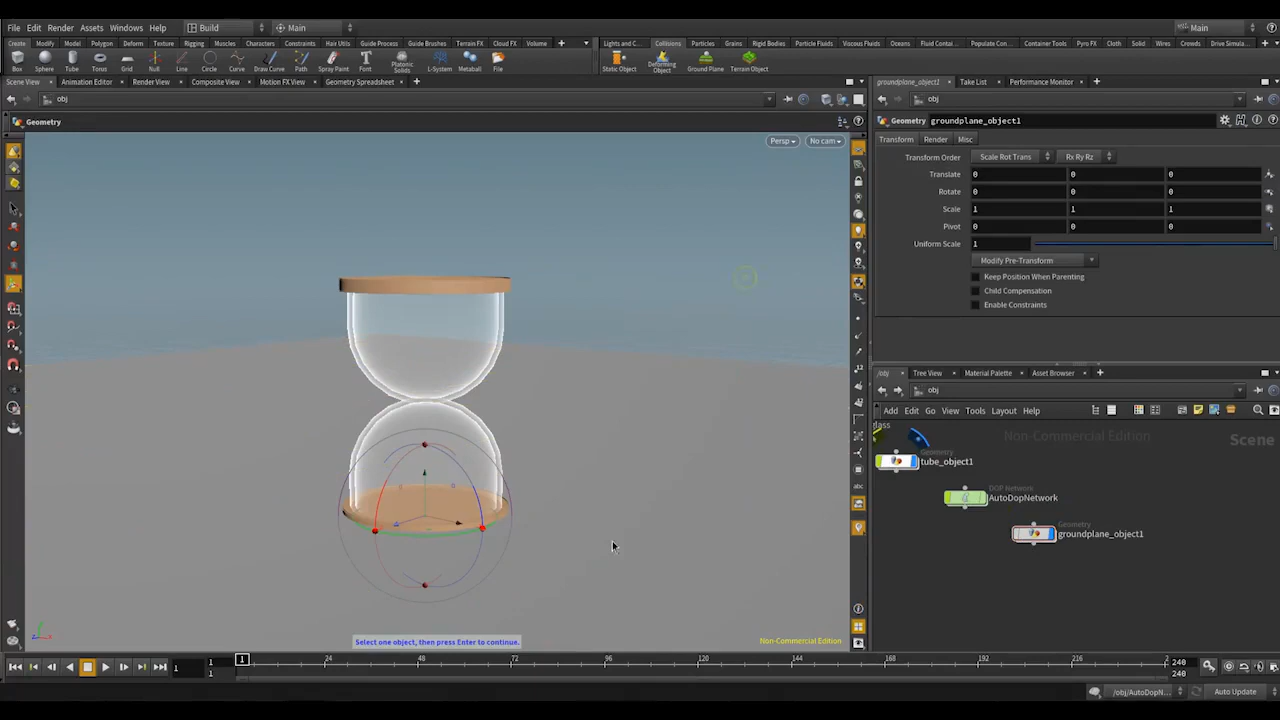 File Edit Render Assets Windows Help Build Main Main
Create Modify Model Polygon Deform Texture Rigging Muscles Characters Constraints Hair Utils Guide Process Guide Brushes Terrain FX Cloud FX Volume
Lights and C... Collisions Particles Grains Rigid Bodies Particle Fluids Viscous Fluids Oceans Fluid Contai... Populate Con... Container Tools Pyro FX Cloth Solid Wires Crowds Drive Simula...
Box Sphere Tube Torus Grid Null Line Circle Curve Draw Curve Path Spray Paint Font Platonic Solids L-System Metaball File
Static Object Deforming Object Ground Plane Terrain Object
Scene View Animation Editor Render View Composite View Motion FX View Geometry Spreadsheet
groundplane_object1 Take List Performance Monitor
obj
obj
Geometry
Geometry groundplane_object1
Persp No cam
Transform Render Misc
Transform Order Scale Rot Trans Rx Ry Rz
Translate 0 0 0
Rotate 0 0 0
Scale 1 1 1
Pivot 0 0 0
Uniform Scale 1
Modify Pre-Transform
Keep Position When Parenting
Child Compensation
Enable Constraints
/obj Tree View Material Palette Asset Browser
obj
Add Edit Go View Tools Layout Help
glass
Non-Commercial Edition
Scene
Geometry
tube_object1
DOP Network
AutoDopNetwork
Geometry
groundplane_object1
abc
Select one object, then press Enter to continue.
Non-Commercial Edition
1 1 1 1 24 48 72 96 120 144 168 192 216 2 240 240
/obj/AutoDopN... Auto Update